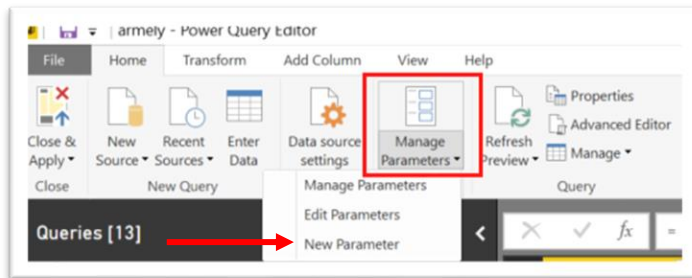 armely - Power Query Editor
File Home Transform Add Column View Help
Close & Apply
New Source
Recent Sources
Enter Data
Data source settings
Manage Parameters
Refresh Preview
Properties
Advanced Editor
Manage
Close
New Query
Query
Manage Parameters
Edit Parameters
New Parameter
Queries [13]
fx =